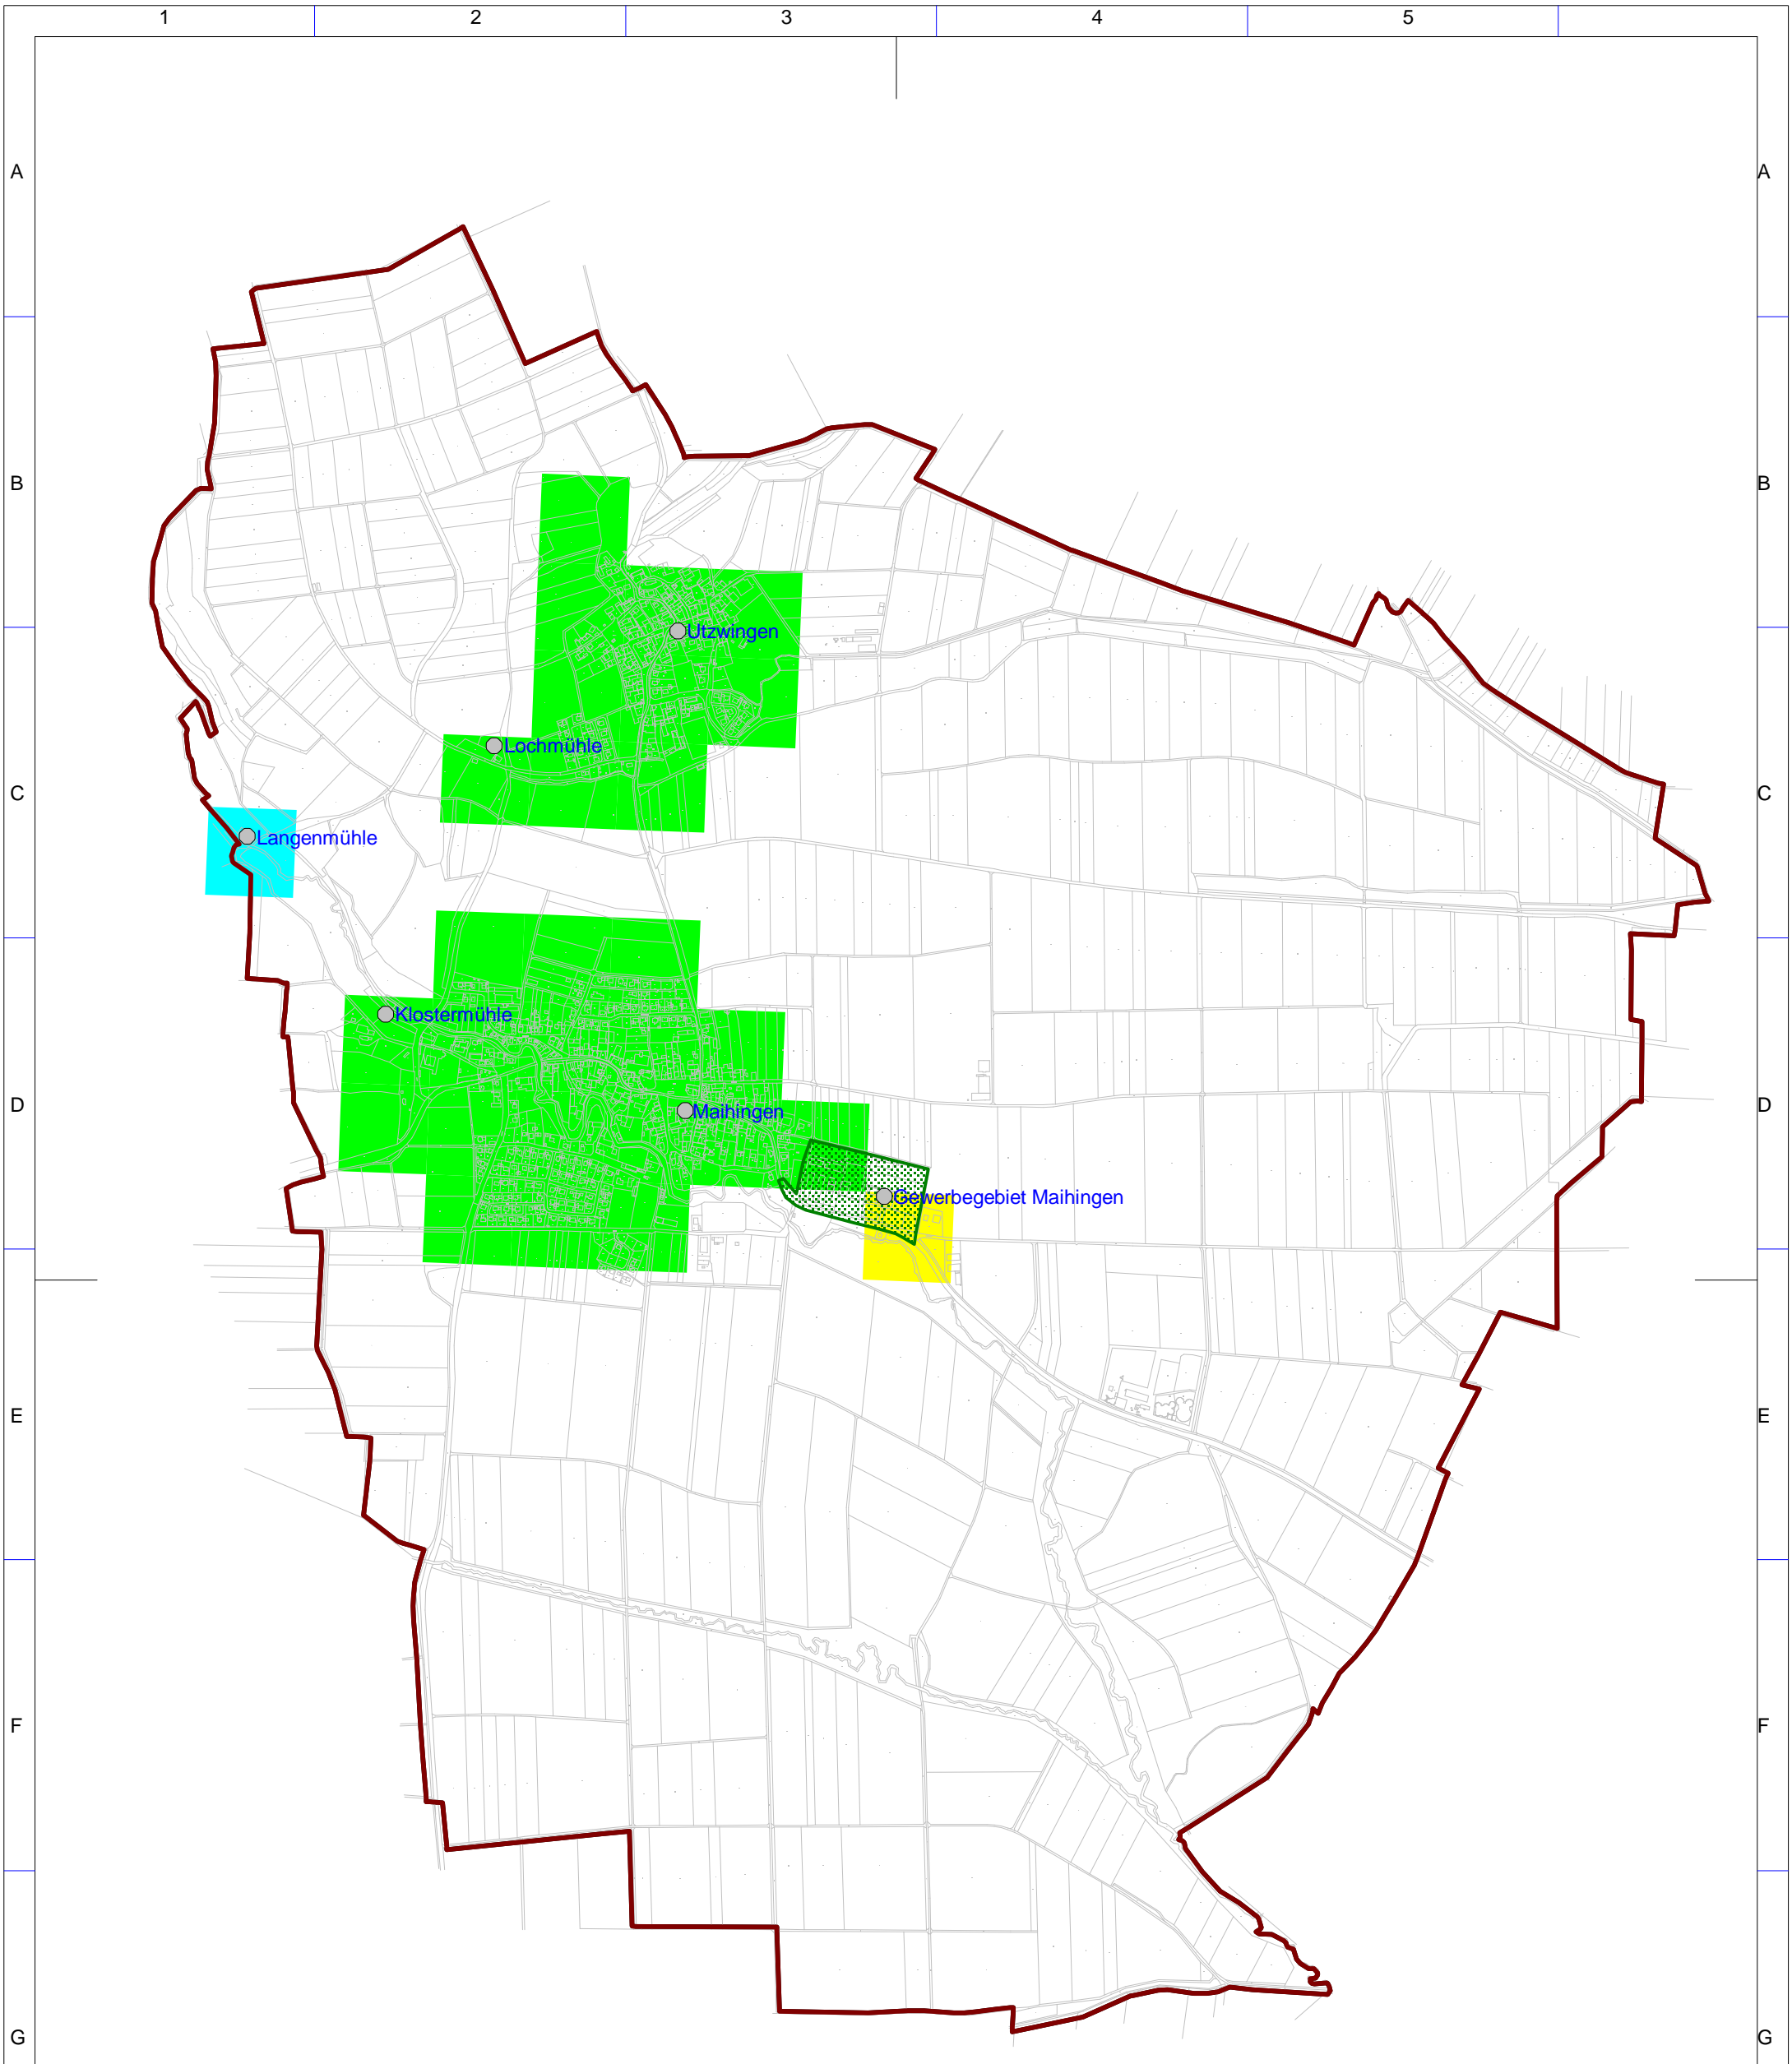 1 2 3 4 5
A A
B B
Utzwingen
Lochmühle
C C
Langenmühle
Klostermühle
D D
Maihingen
Gewerbegebiet Maihingen
E E
F F
G G